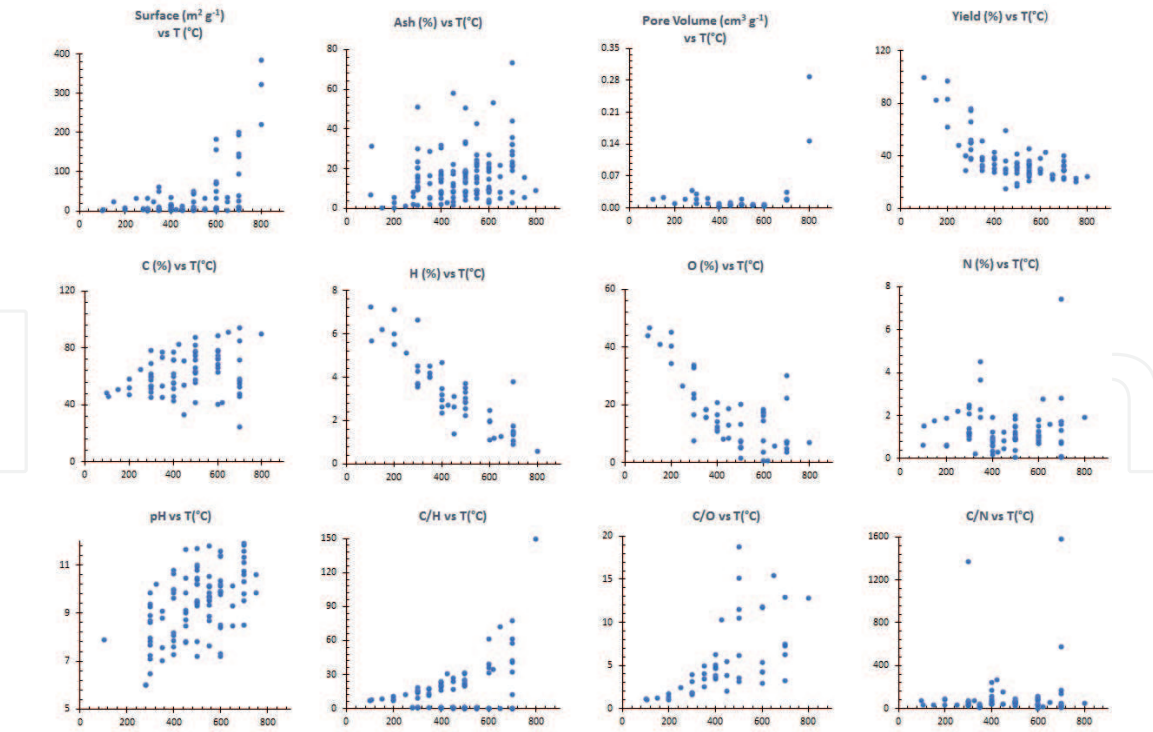 Surface (m² g⁻¹)
vs T (°C)
400
300
200
100
0
0 200 400 600 800
Ash (%) vs T(°C)
80
60
40
20
0
0 200 400 600 800
Pore Volume (cm³ g⁻¹)
vs T(°C)
0.35
0.28
0.21
0.14
0.07
0.00
0 200 400 600 800
Yield (%) vs T(°C)
120
80
40
0
0 200 400 600 800
C (%) vs T(°C)
120
80
40
0
0 200 400 600 800
H (%) vs T(°C)
8
6
4
2
0
0 200 400 600 800
O (%) vs T(°C)
60
40
20
0
0 200 400 600 800
N (%) vs T(°C)
8
6
4
2
0
0 200 400 600 800
pH vs T(°C)
11
9
7
5
0 200 400 600 800
C/H vs T(°C)
150
120
90
60
30
0
0 200 400 600 800
C/O vs T(°C)
20
15
10
5
0
0 200 400 600 800
C/N vs T(°C)
1600
1200
800
400
0
0 200 400 600 800